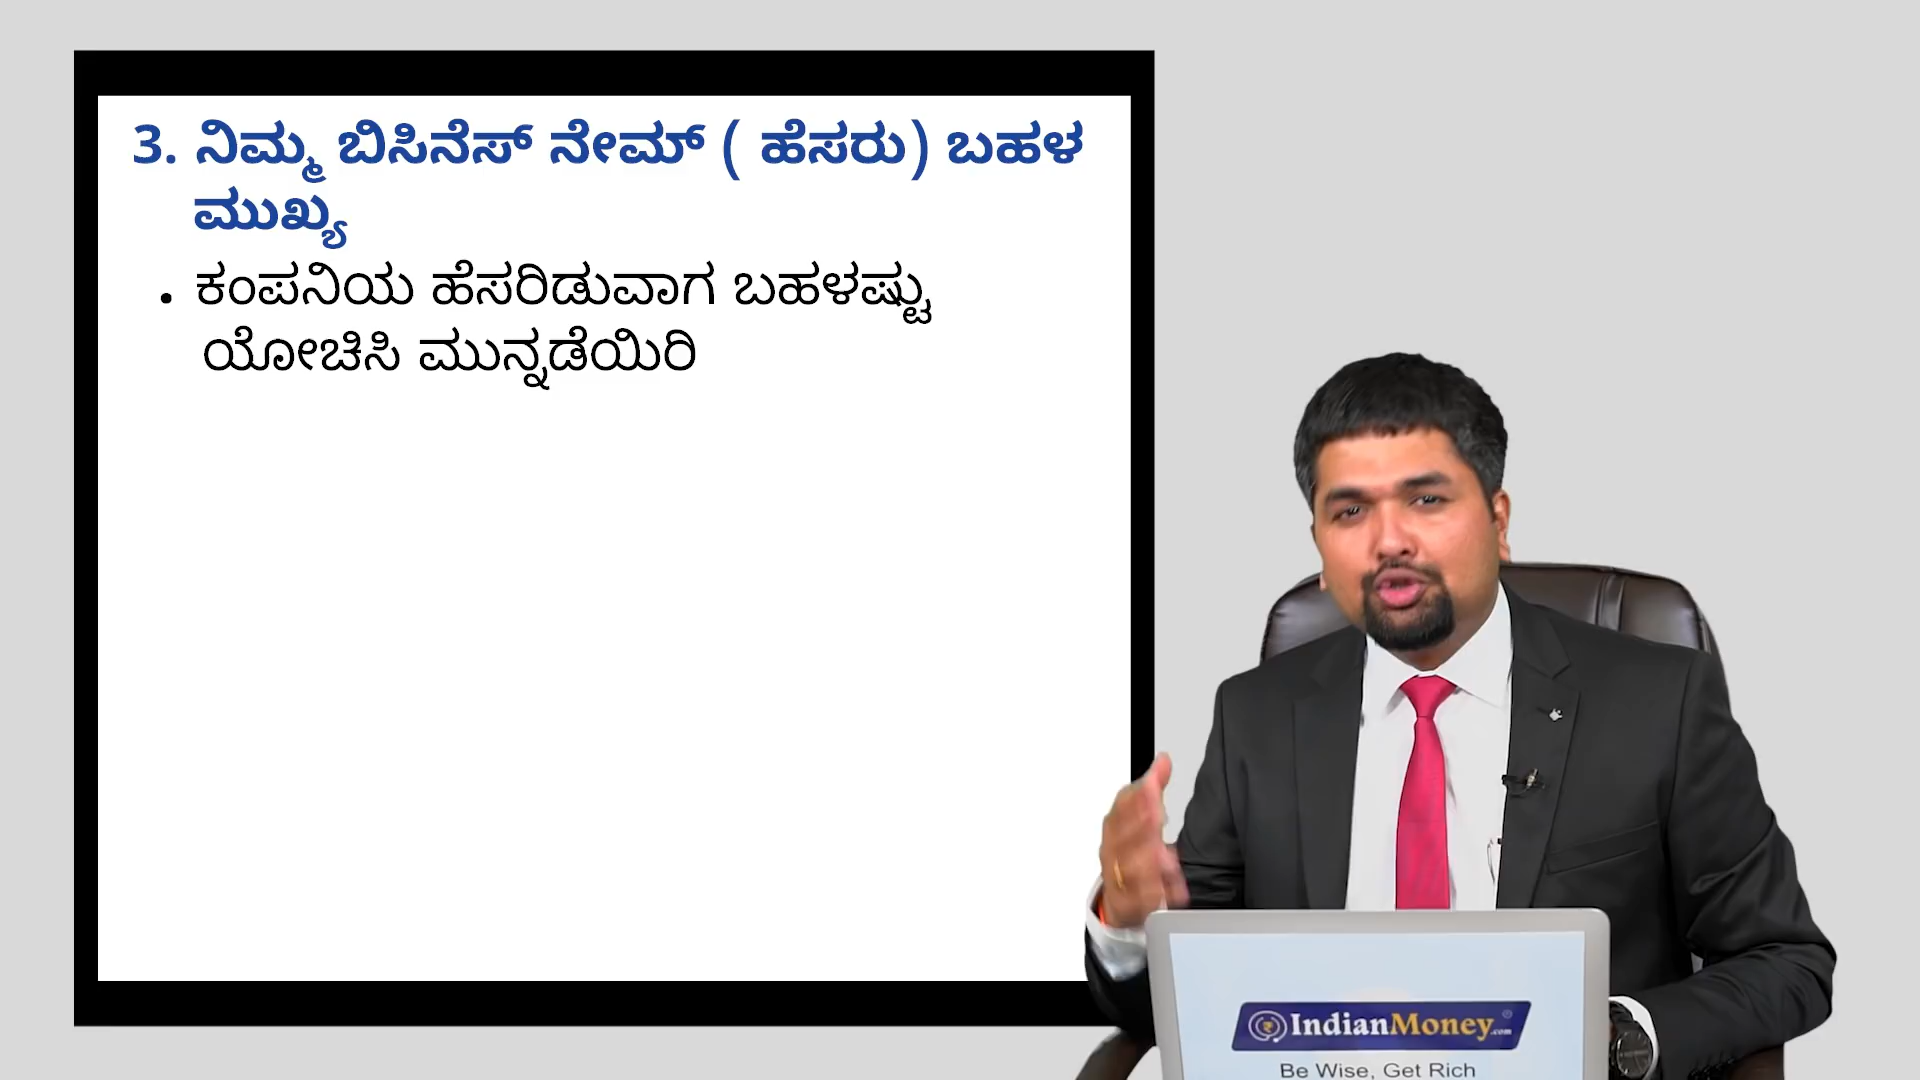 3. ನಿಮ್ಮ ಬಿಸಿನೆಸ್ ನೇಮ್ ( ಹೆಸರು) ಬಹಳ
ಮುಖ್ಯ
• ಕಂಪನಿಯ ಹೆಸರಿಡುವಾಗ ಬಹಳಷ್ಟು
ಯೋಚಿಸಿ ಮುನ್ನಡೆಯಿರಿ
IndianMoney.com
Be Wise, Get Rich